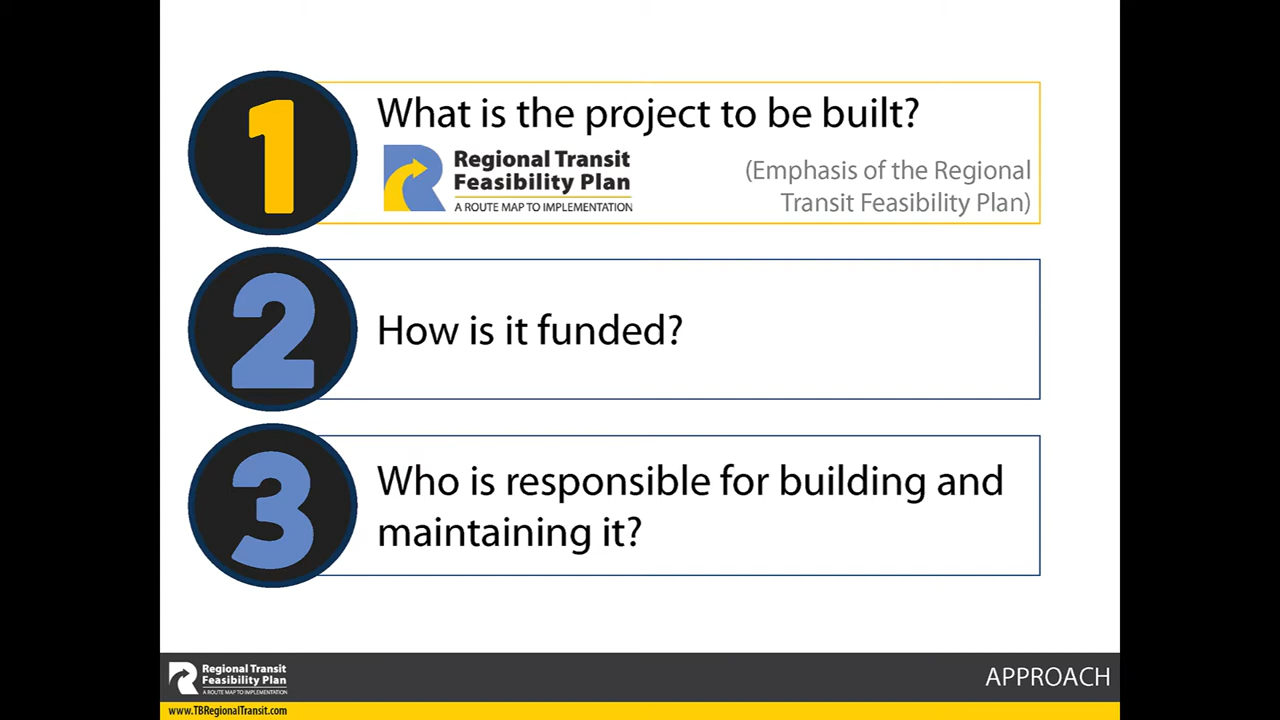 1
What is the project to be built?
Regional Transit
Feasibility Plan
A ROUTE MAP TO IMPLEMENTATION
(Emphasis of the Regional
Transit Feasibility Plan)
2
How is it funded?
3
Who is responsible for building and
maintaining it?
Regional Transit
Feasibility Plan
A ROUTE MAP TO IMPLEMENTATION
APPROACH
www.TBRegionalTransit.com